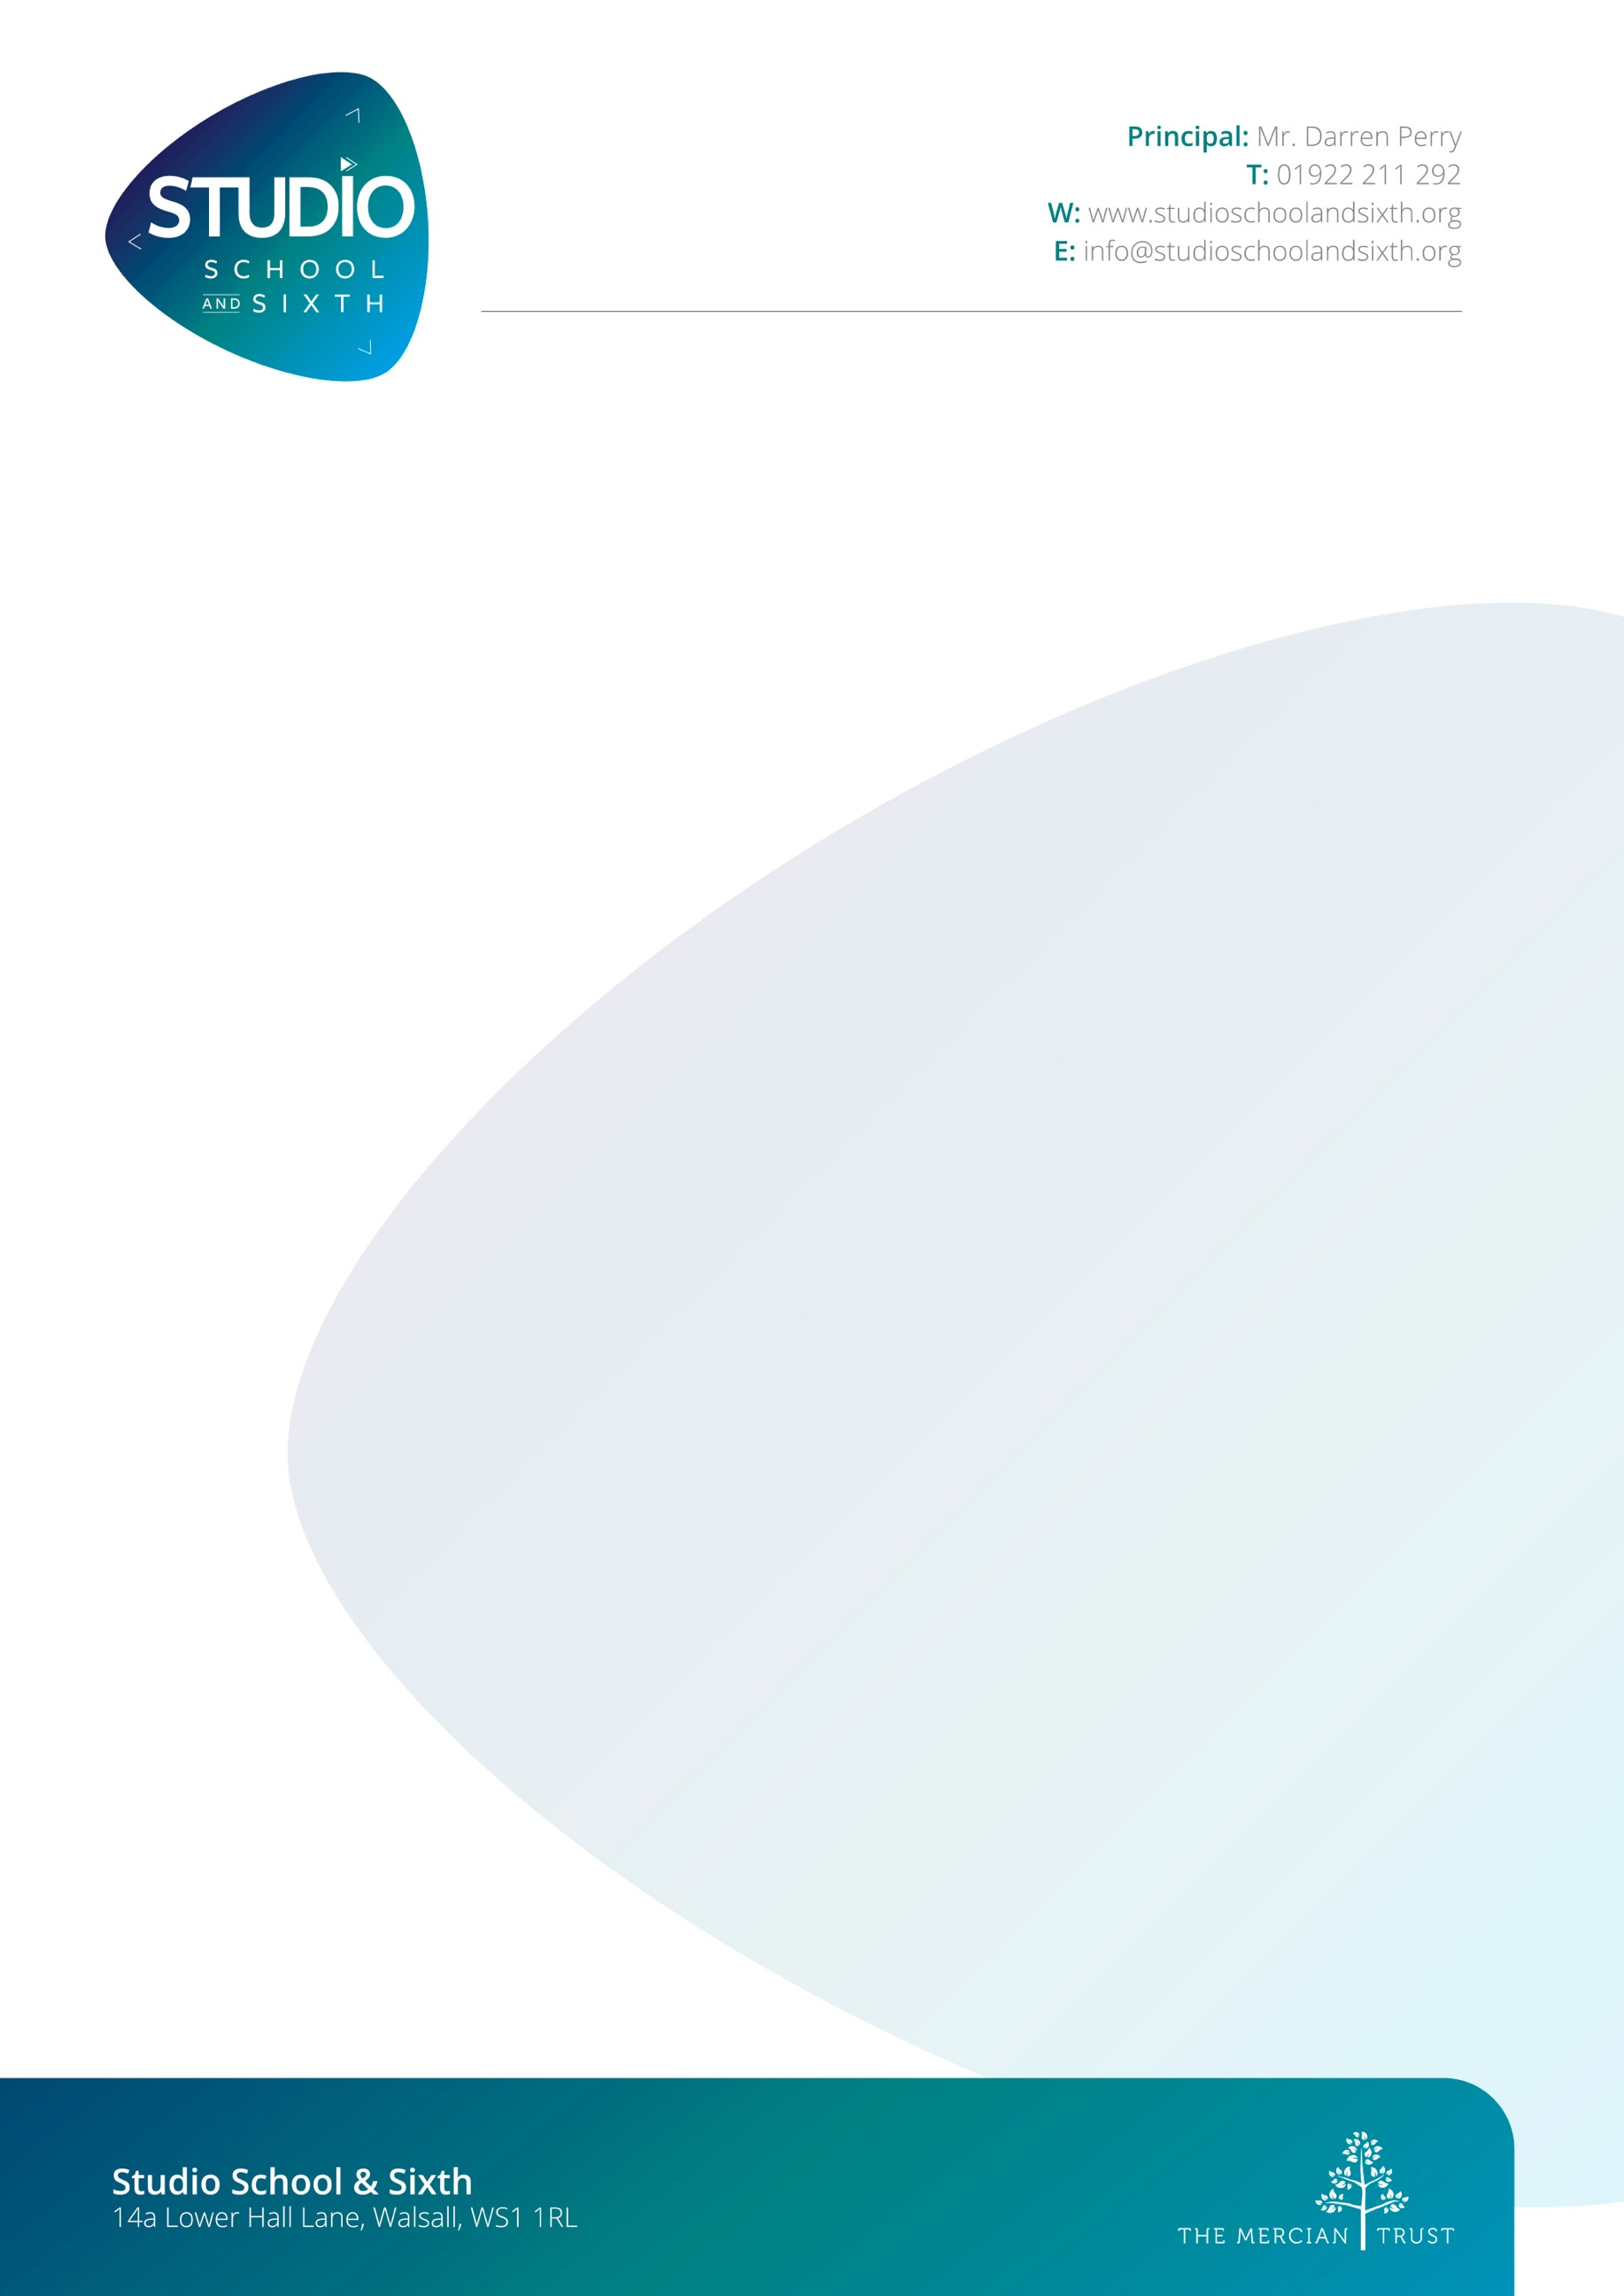 STUDIO
SCHOOL
AND SIXTH
Principal: Mr. Darren Perry
T: 01922 211 292
W: www.studioschoolandsixth.org
E: info@studioschoolandsixth.org
Studio School & Sixth
14a Lower Hall Lane, Walsall, WS1 1RL
THE MERCIAN TRUST